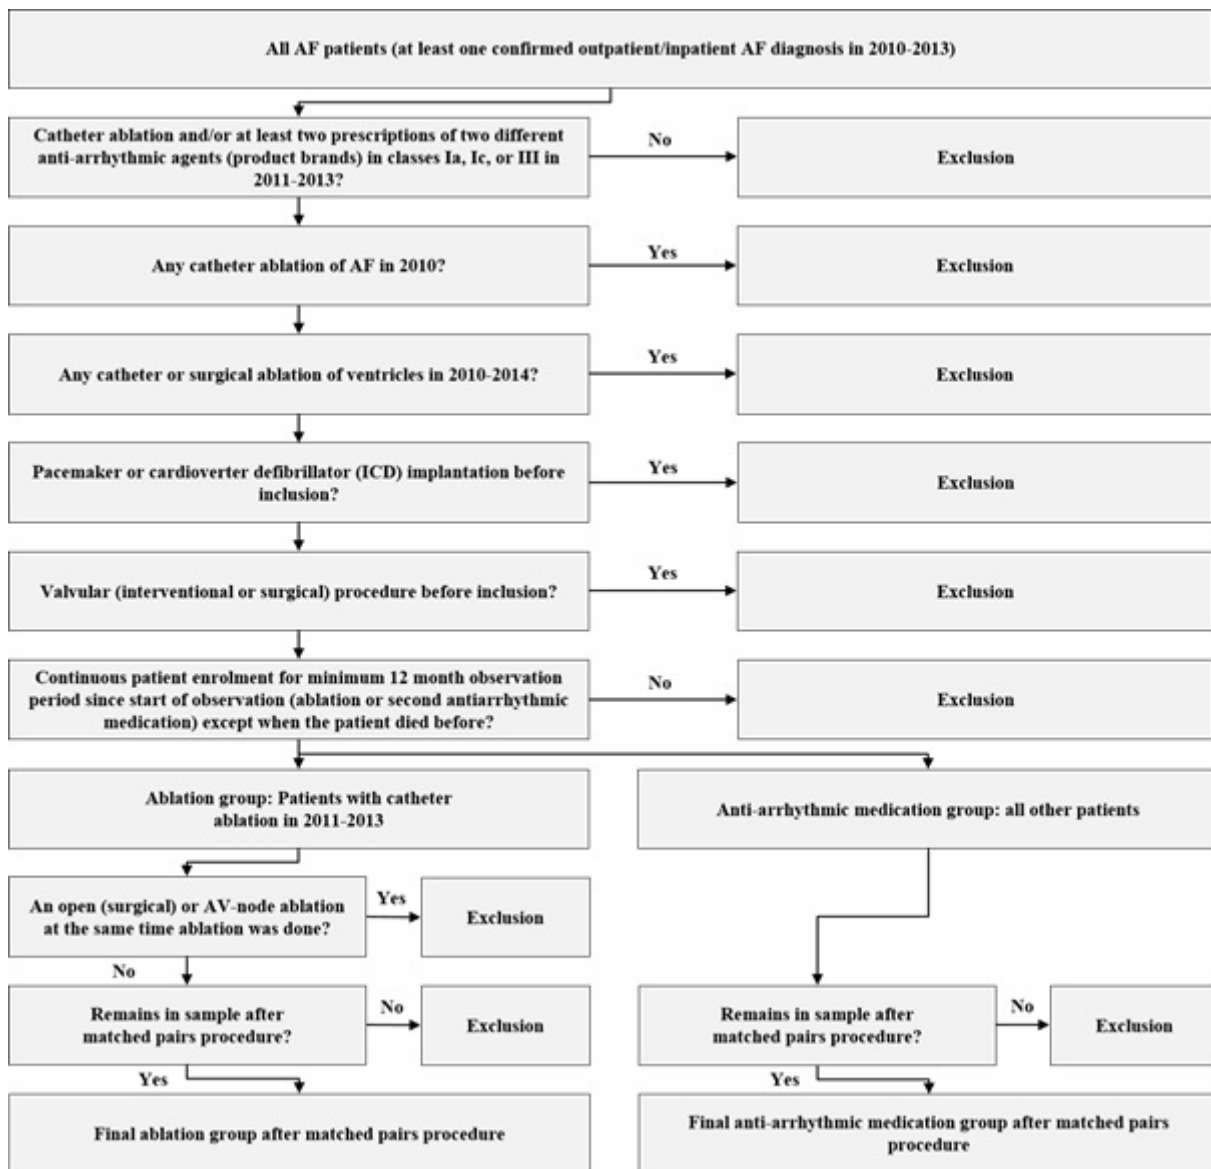 All AF patients (at least one confirmed outpatient/inpatient AF diagnosis in 2010-2013)
Catheter ablation and/or at least two prescriptions of two different
anti-arrhythmic agents (product brands) in classes Ia, Ic, or III in
2011-2013?
No
Exclusion
Any catheter ablation of AF in 2010?
Yes
Exclusion
Any catheter or surgical ablation of ventricles in 2010-2014?
Yes
Exclusion
Pacemaker or cardioverter defibrillator (ICD) implantation before
inclusion?
Yes
Exclusion
Valvular (interventional or surgical) procedure before inclusion?
Yes
Exclusion
Continuous patient enrolment for minimum 12 month observation
period since start of observation (ablation or second antiarrhythmic
medication) except when the patient died before?
No
Exclusion
Ablation group: Patients with catheter
ablation in 2011-2013
Anti-arrhythmic medication group: all other patients
An open (surgical) or AV-node ablation
at the same time ablation was done?
Yes
Exclusion
No
Remains in sample after
matched pairs procedure?
No
Exclusion
Remains in sample after
matched pairs procedure?
No
Exclusion
Yes
Yes
Final ablation group after matched pairs procedure
Final anti-arrhythmic medication group after matched pairs
procedure